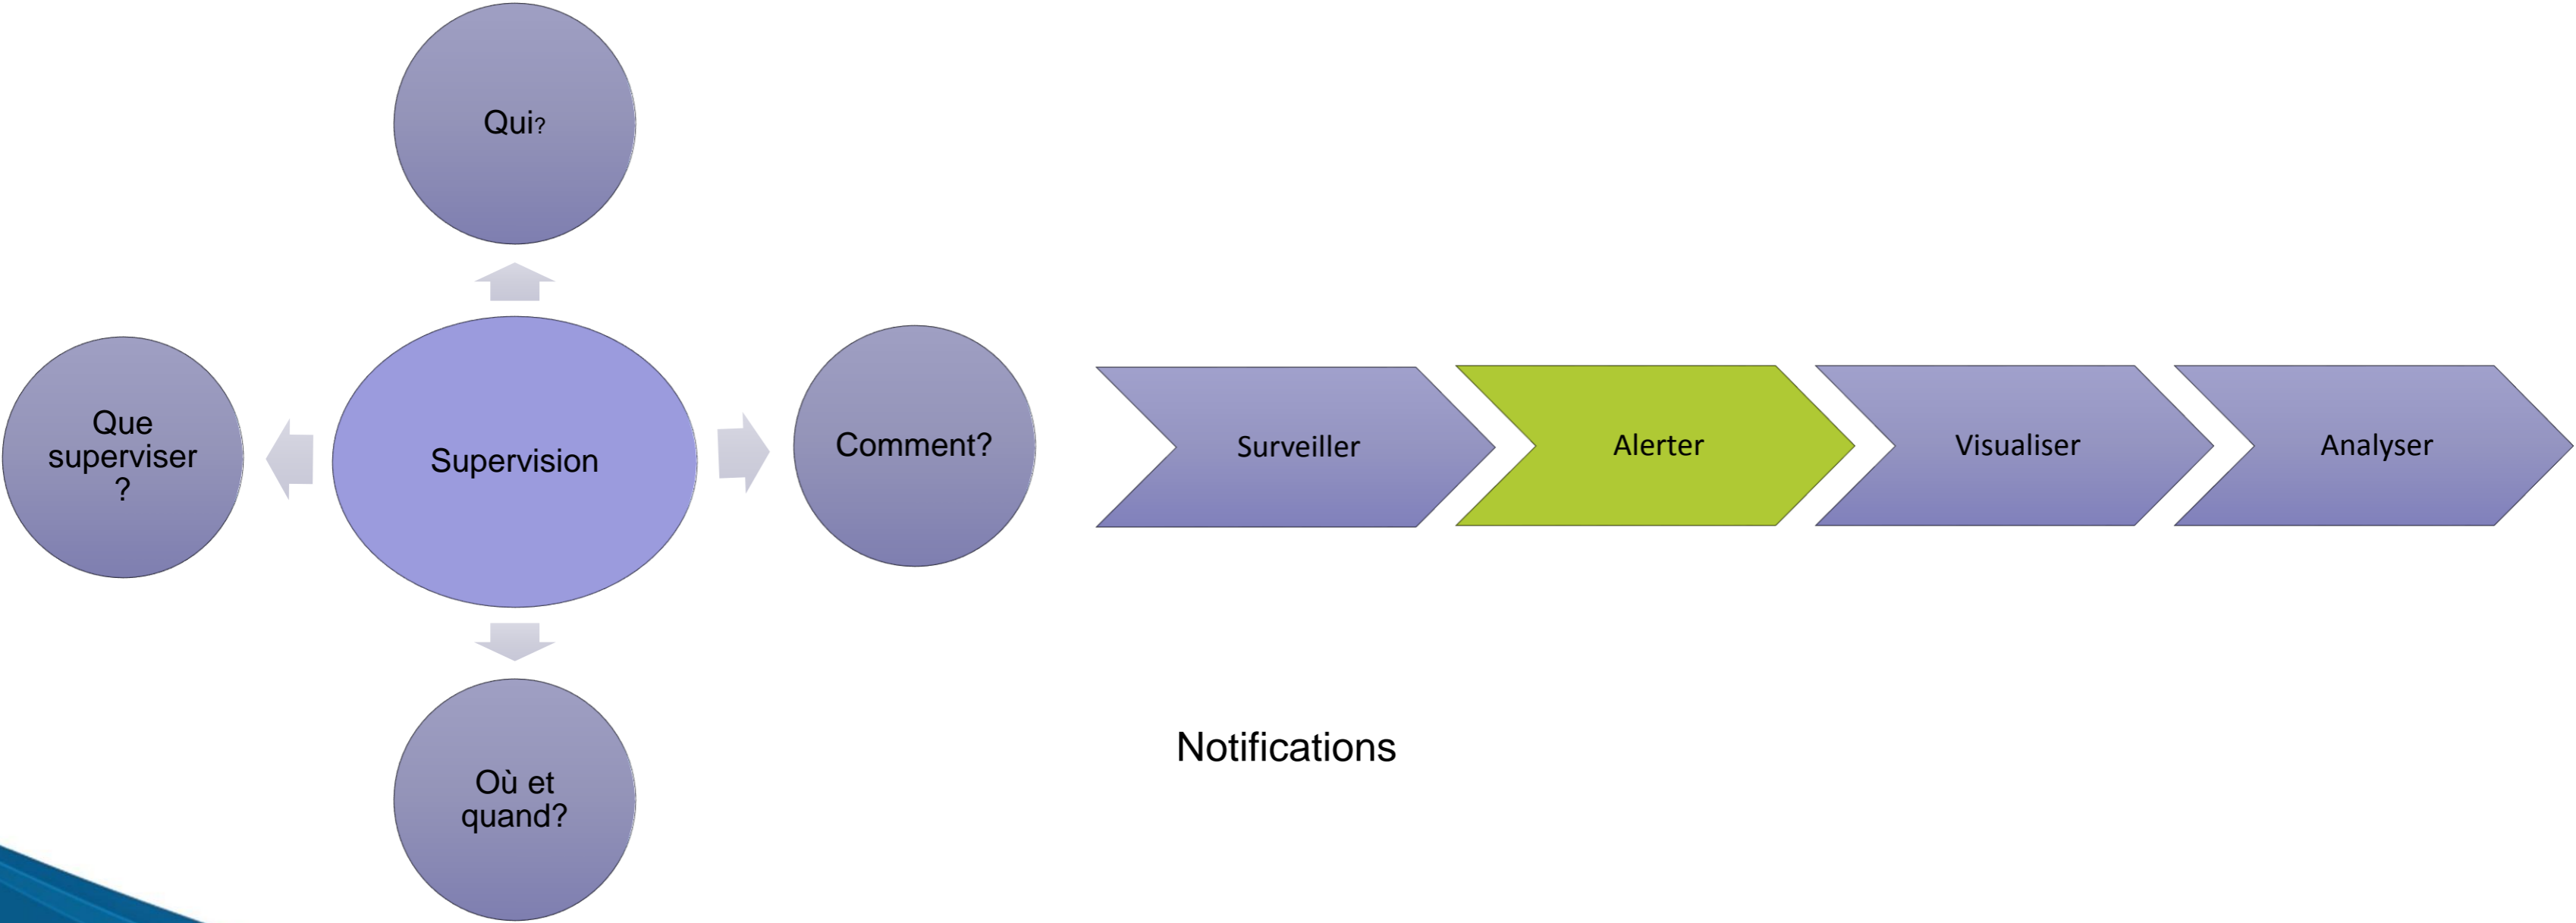 Qui?
Que
superviser
?
Supervision
Comment?
Où et
quand?
Surveiller
Alerter
Visualiser
Analyser
Notifications